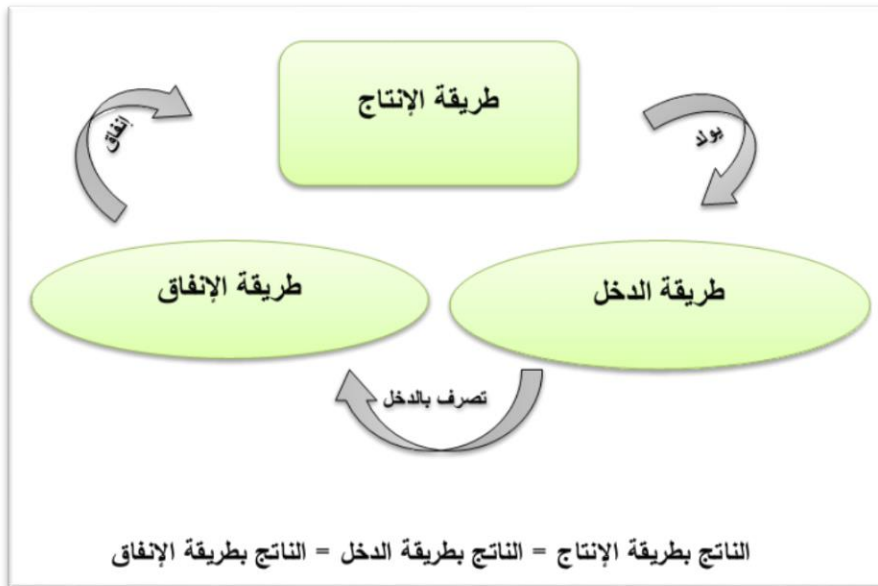 طريقة الإنتاج
إنفاق
يولد
طريقة الإنفاق
طريقة الدخل
تصرف بالدخل
الناتج بطريقة الإنتاج = الناتج بطريقة الدخل = الناتج بطريقة الإنفاق